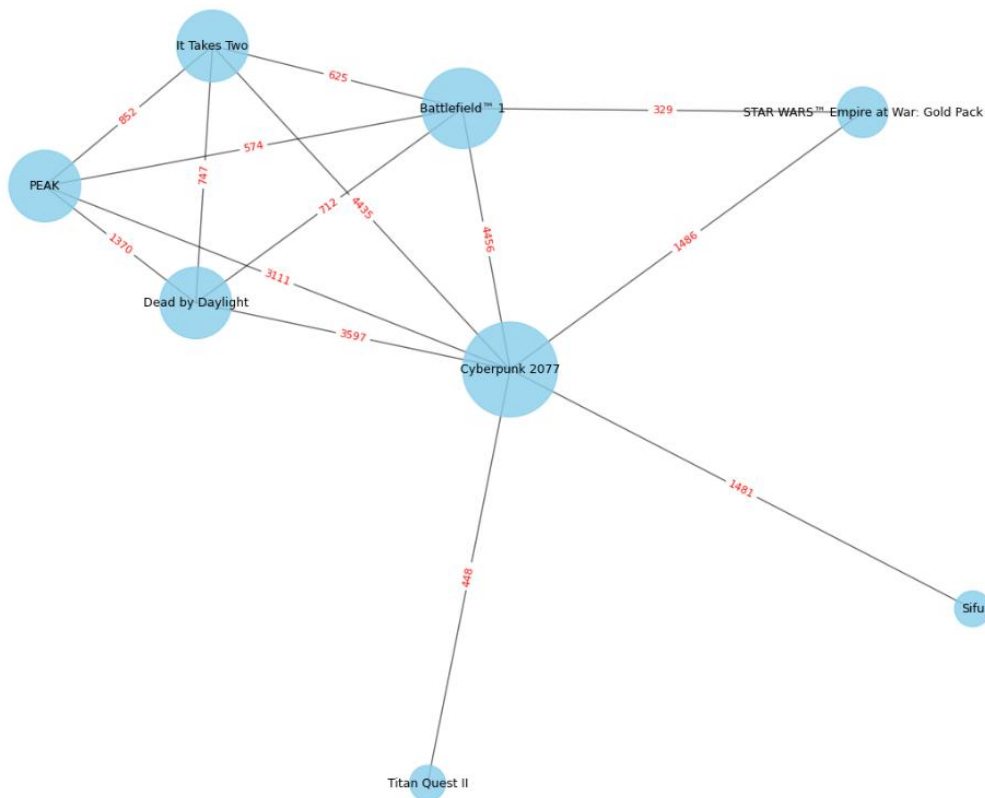 It Takes Two
625
Battlefield™ 1
329
STAR WARS™ Empire at War: Gold Pack
852
574
747
PEAK
712
4435
4456
1486
1370
3111
Dead by Daylight
3597
Cyberpunk 2077
1481
448
Sifu
Titan Quest II